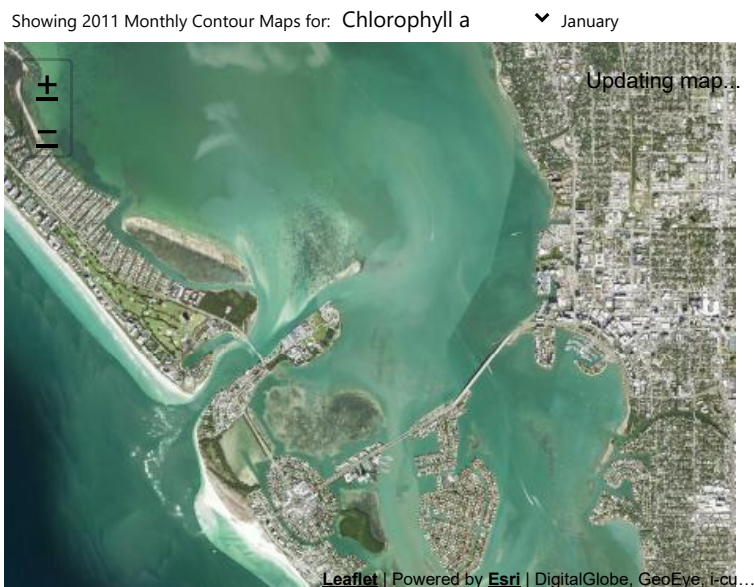 Showing 2011 Monthly Contour Maps for: Chlorophyll a January
Updating map...
+
−
Leaflet | Powered by Esri | DigitalGlobe, GeoEye, i-cu...